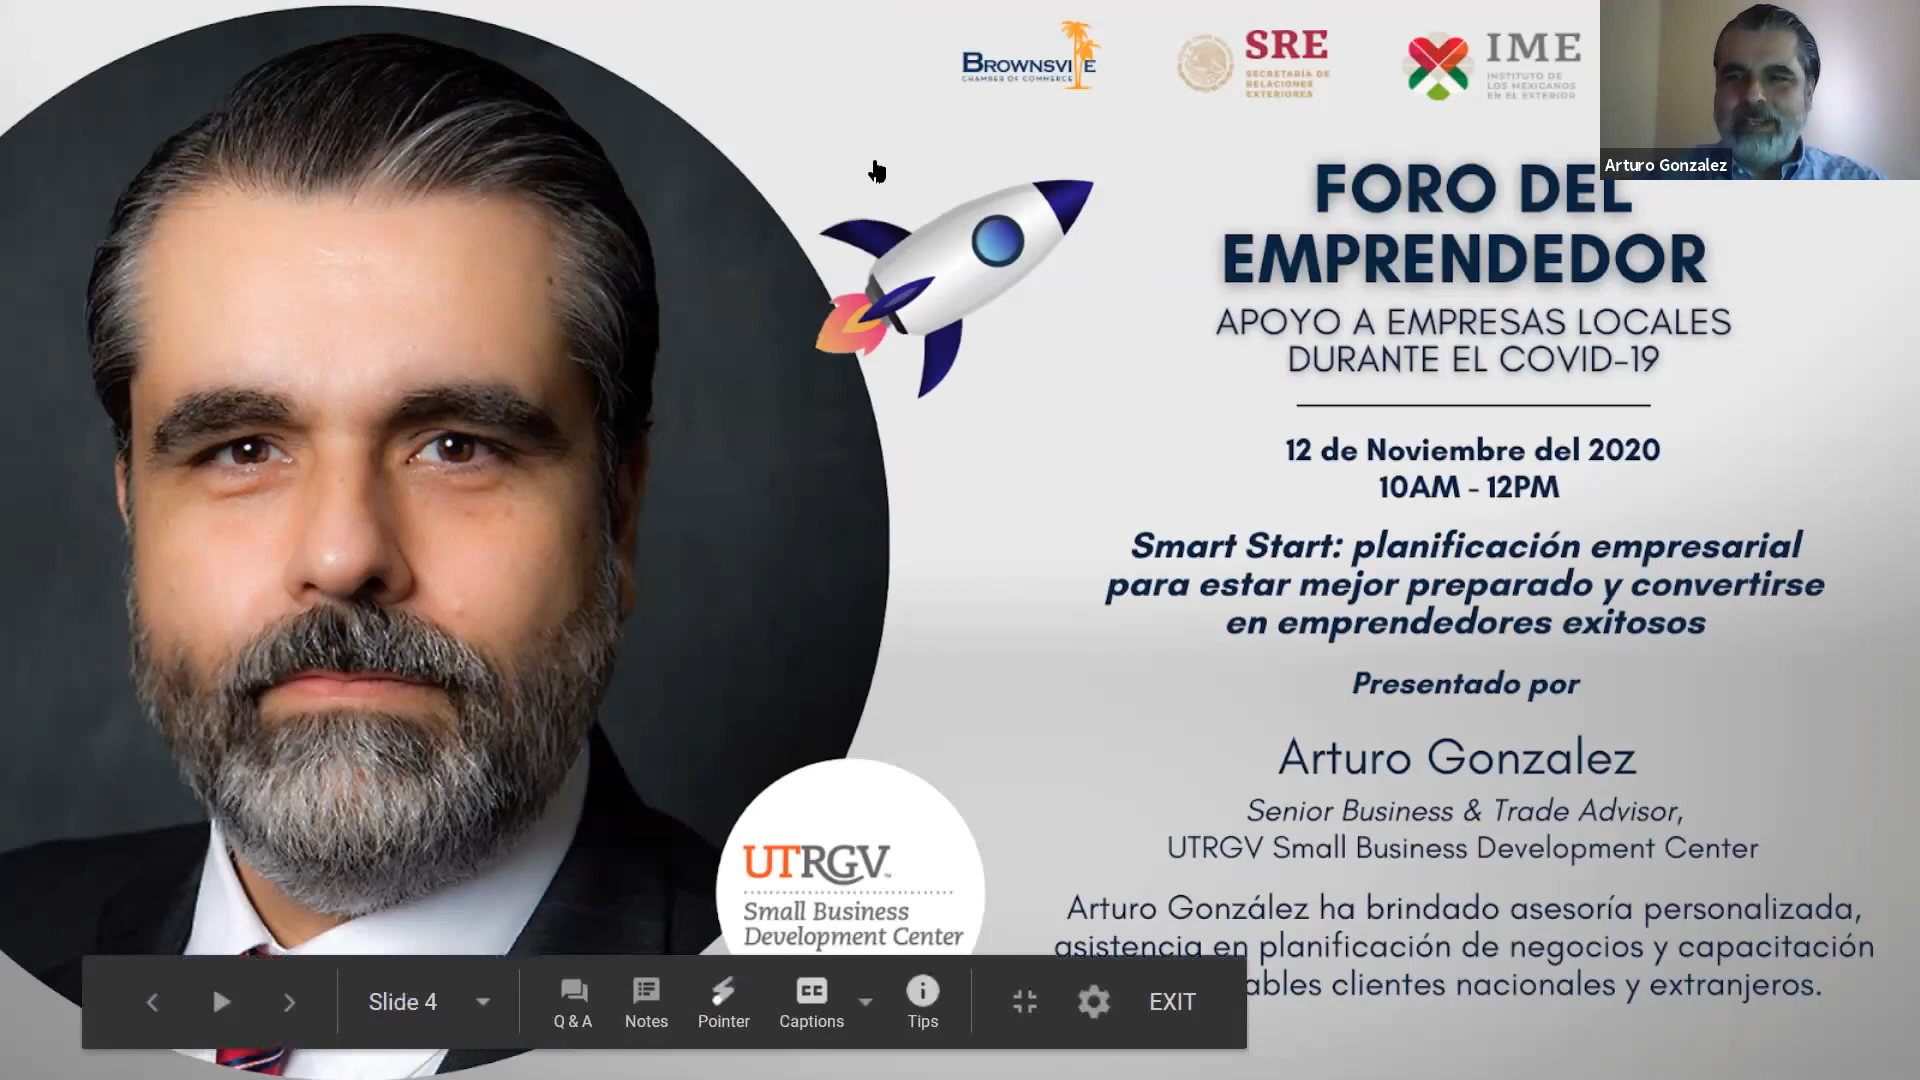 BROWNSVILLE
CHAMBER OF COMMERCE
SRE
SECRETARÍA DE
RELACIONES
EXTERIORES
IME
INSTITUTO DE
LOS MEXICANOS
EN EL EXTERIOR
Arturo Gonzalez
FORO DEL
EMPRENDEDOR
APOYO A EMPRESAS LOCALES
DURANTE EL COVID-19
12 de Noviembre del 2020
10AM - 12PM
Smart Start: planificación empresarial
para estar mejor preparado y convertirse
en emprendedores exitosos
Presentado por
Arturo Gonzalez
Senior Business & Trade Advisor,
UTRGV Small Business Development Center
Arturo González ha brindado asesoría personalizada,
asistencia en planificación de negocios y capacitación
ables clientes nacionales y extranjeros.
UTRGV™
Small Business
Development Center
Slide 4
Q & A
Notes
Pointer
CC
Captions
Tips
EXIT